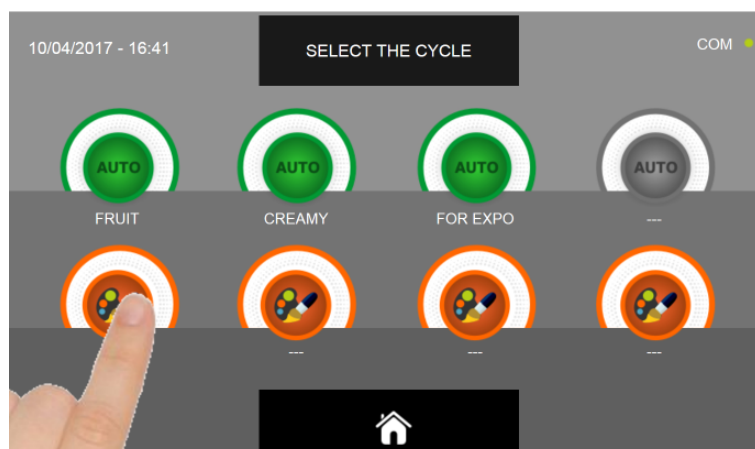 10/04/2017 - 16:41
SELECT THE CYCLE
COM
AUTO
AUTO
AUTO
AUTO
FRUIT
CREAMY
FOR EXPO
---
---
---
---